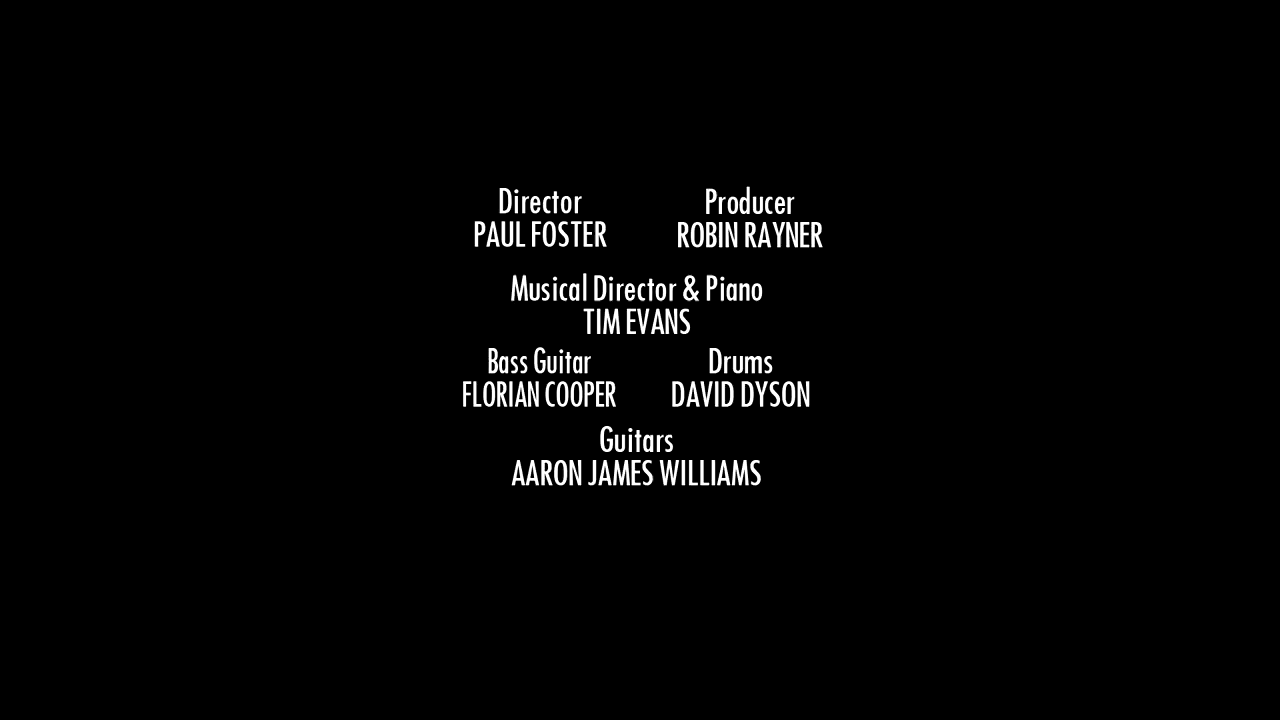 Director
PAUL FOSTER
Producer
ROBIN RAYNER
Musical Director & Piano
TIM EVANS
Bass Guitar
FLORIAN COOPER
Drums
DAVID DYSON
Guitars
AARON JAMES WILLIAMS